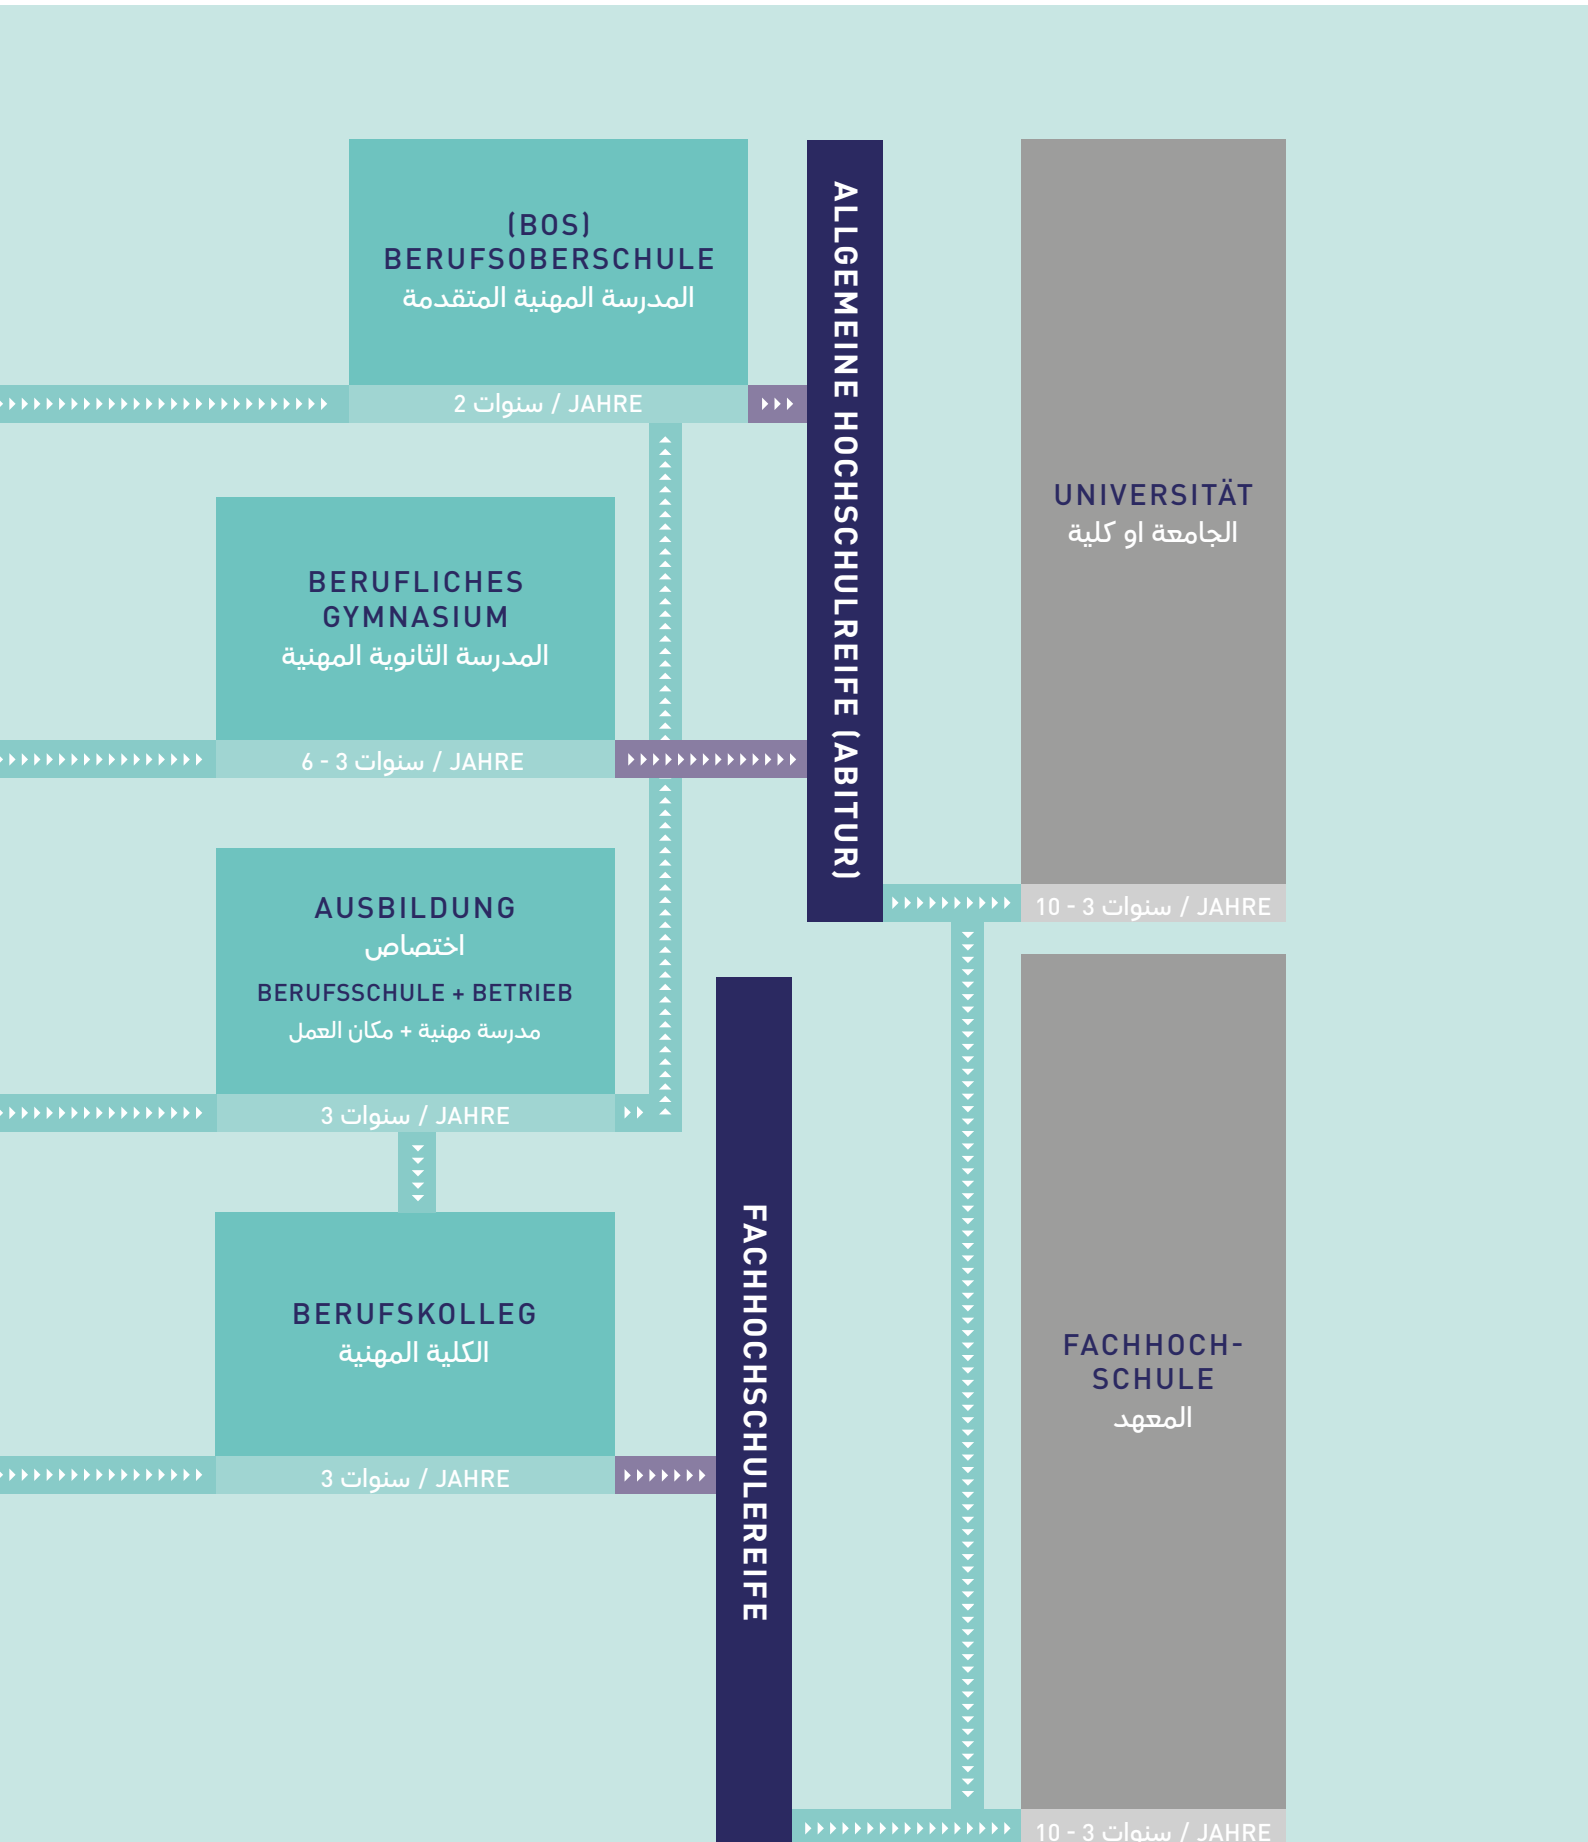 (BOS)
BERUFSOBERSCHULE
المدرسة المهنية المتقدمة
2 سنوات / JAHRE
BERUFLICHES
GYMNASIUM
المدرسة الثانوية المهنية
6 - 3 سنوات / JAHRE
AUSBILDUNG
اختصاص
BERUFSSCHULE + BETRIEB
مدرسة مهنية + مكان العمل
3 سنوات / JAHRE
BERUFSKOLLEG
الكلية المهنية
3 سنوات / JAHRE
ALLGEMEINE HOCHSCHULREIFE (ABITUR)
FACHHOCHSCHULEREIFE
UNIVERSITÄT
الجامعة او كلية
10 - 3 سنوات / JAHRE
FACHHOCH-
SCHULE
المعهد
10 - 3 سنوات / JAHRE